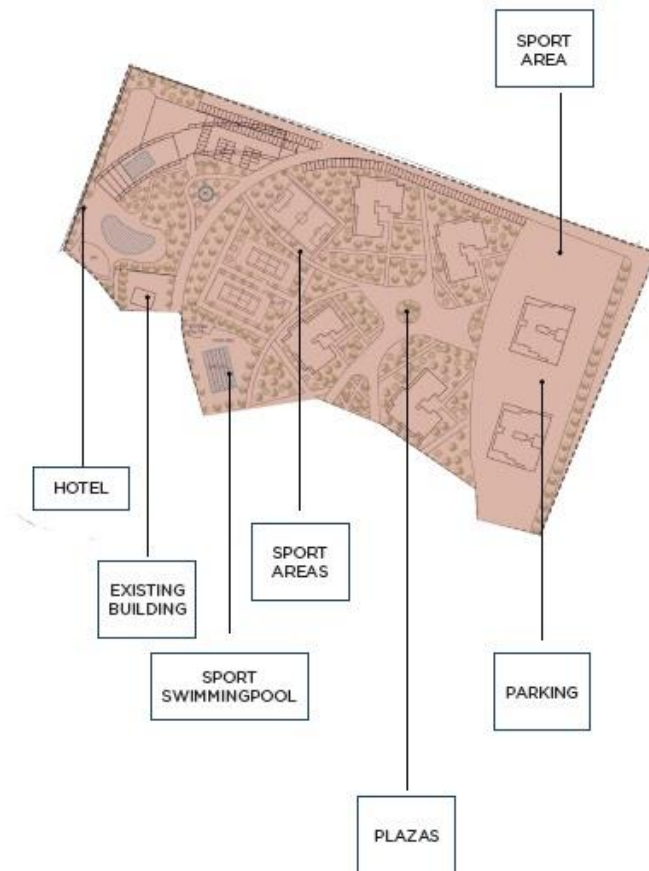 SPORT
AREA
HOTEL
EXISTING
BUILDING
SPORT
SWIMMINGPOOL
SPORT
AREAS
PARKING
PLAZAS